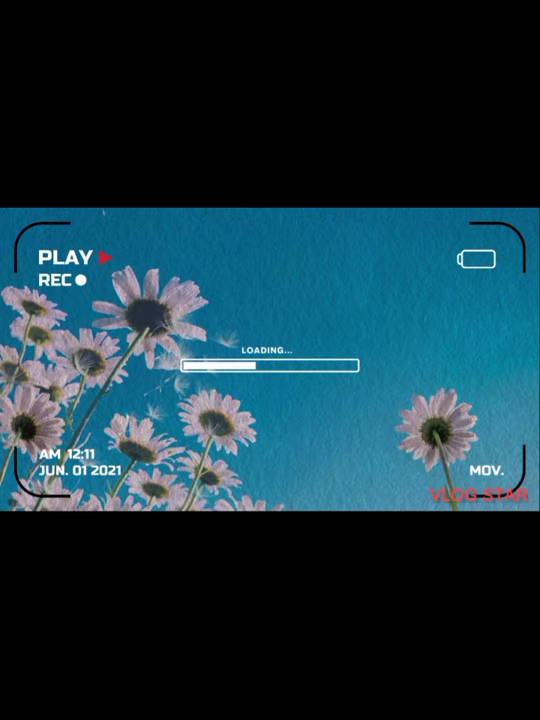 PLAY
REC
LOADING...
AM 12:11
JUN. 01 2021
MOV.
VLOG STAR